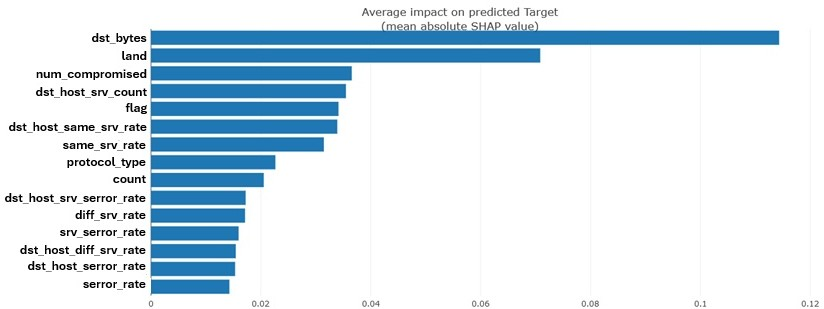 Average impact on predicted Target
(mean absolute SHAP value)
dst_bytes
land
num_compromised
dst_host_srv_count
flag
dst_host_same_srv_rate
same_srv_rate
protocol_type
count
dst_host_srv_serror_rate
diff_srv_rate
srv_serror_rate
dst_host_diff_srv_rate
dst_host_serror_rate
serror_rate
0 0.02 0.04 0.06 0.08 0.1 0.12